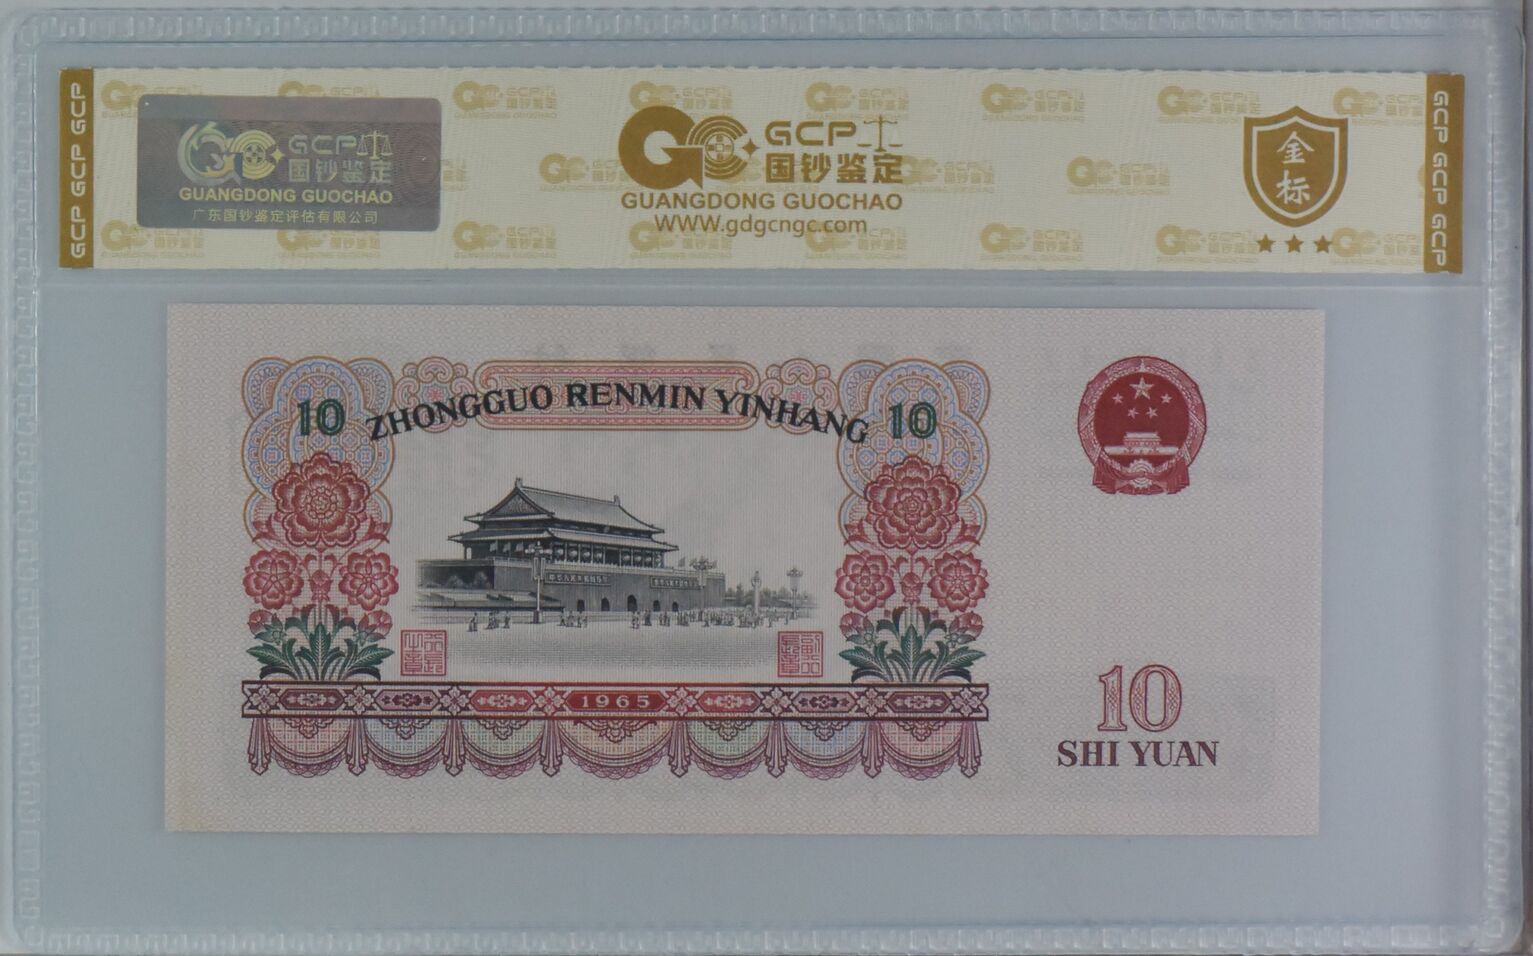 GCP GCP GCP
GCP
国钞鉴定
GUANGDONG GUOCHAO
广东国钞鉴定评估有限公司
GCP
国钞鉴定
GUANGDONG GUOCHAO
WWW.gdgcngc.com
金标
GCP GCP GCP
10 ZHONGGUO RENMIN YINHANG 10
1965
10
SHI YUAN